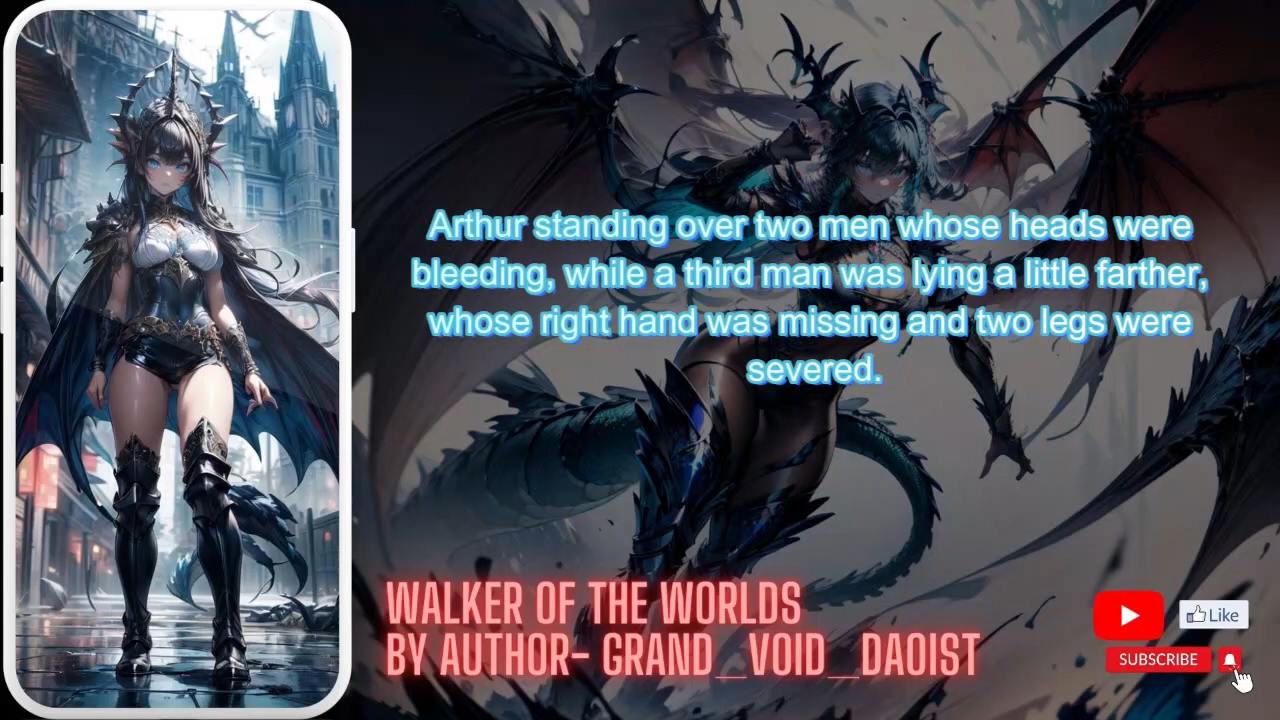 Arthur standing over two men whose heads were
bleeding, while a third man was lying a little farther,
whose right hand was missing and two legs were
severed.
WALKER OF THE WORLDS
BY AUTHOR- GRAND_VOID_DAOIST
Like
SUBSCRIBE